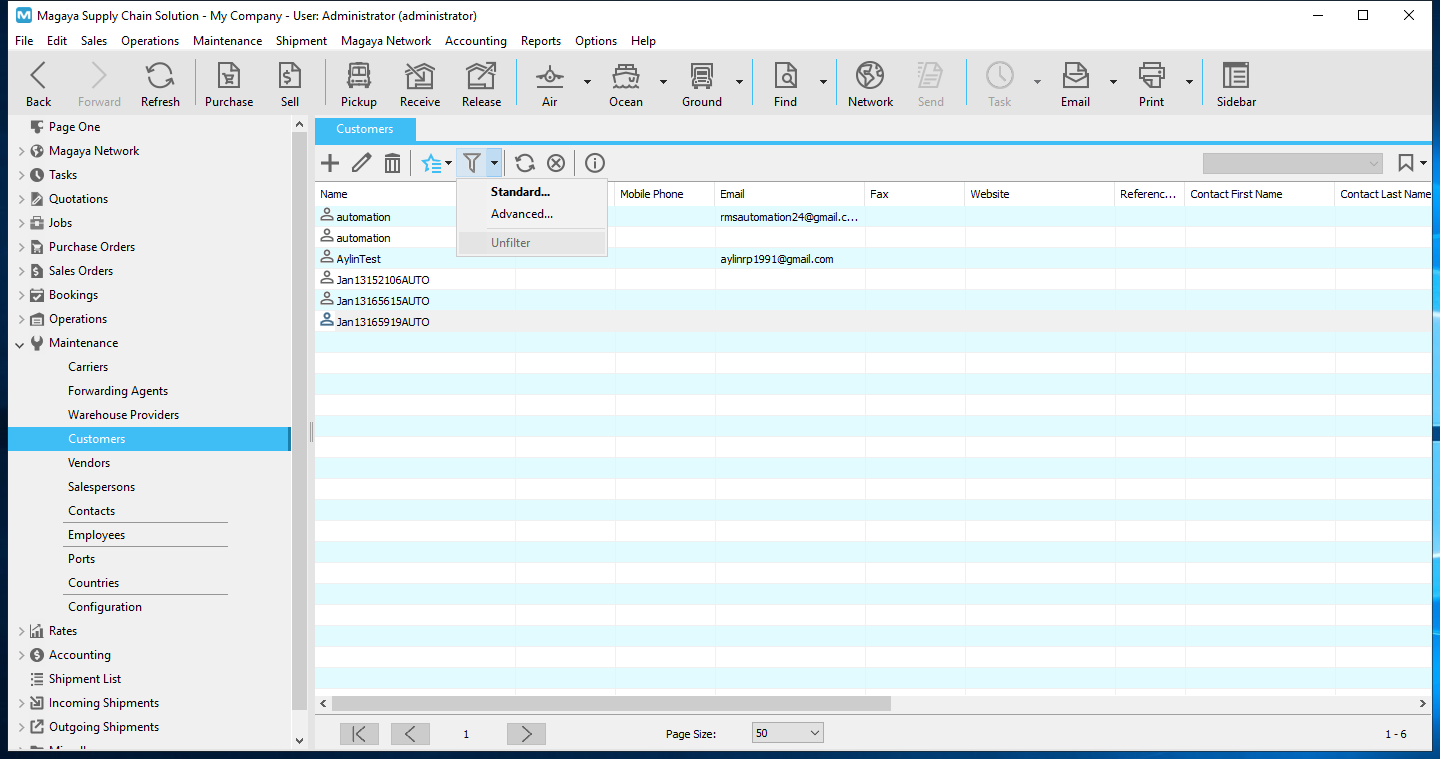 Magaya Supply Chain Solution - My Company - User: Administrator (administrator)
File Edit Sales Operations Maintenance Shipment Magaya Network Accounting Reports Options Help
Back Forward Refresh Purchase Sell Pickup Receive Release Air Ocean Ground Find Network Send Task Email Print Sidebar
Page One
Magaya Network
Tasks
Quotations
Jobs
Purchase Orders
Sales Orders
Bookings
Operations
Maintenance
Carriers
Forwarding Agents
Warehouse Providers
Customers
Vendors
Salespersons
Contacts
Employees
Ports
Countries
Configuration
Rates
Accounting
Shipment List
Incoming Shipments
Outgoing Shipments
Customers
Standard...
Advanced...
Unfilter
Name Mobile Phone Email Fax Website Referenc... Contact First Name Contact Last Name
automation rmsautomation24@gmail.c...
automation
AylinTest aylinrp1991@gmail.com
Jan13152106AUTO
Jan13165615AUTO
Jan13165919AUTO
1 Page Size: 50 1 - 6